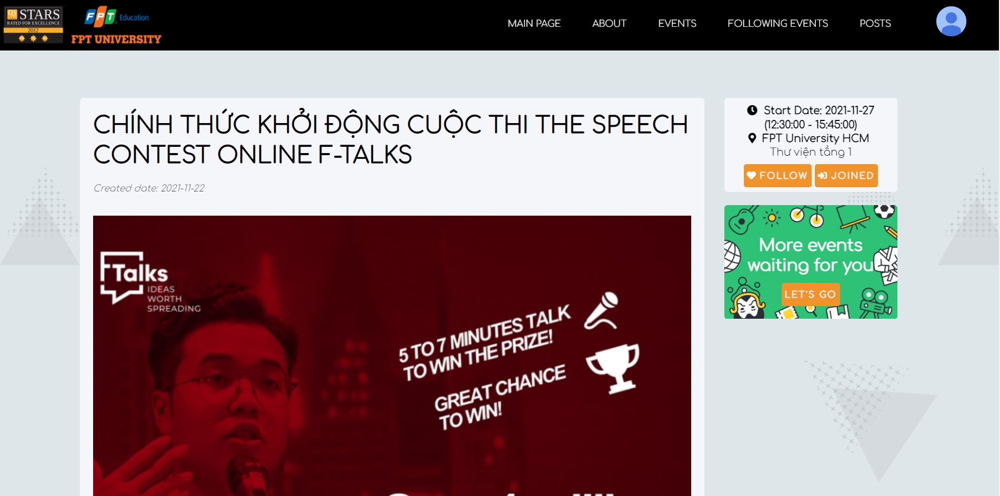 QS STARS
RATED FOR EXCELLENCE
2012
FPT Education
FPT UNIVERSITY
MAIN PAGE
ABOUT
EVENTS
FOLLOWING EVENTS
POSTS
CHÍNH THỨC KHỞI ĐỘNG CUỘC THI THE SPEECH
CONTEST ONLINE F-TALKS
Created date: 2021-11-22
FTalks
IDEAS
WORTH
SPREADING
5 TO 7 MINUTES TALK
TO WIN THE PRIZE!
GREAT CHANCE
TO WIN!
Start Date: 2021-11-27
(12:30:00 - 15:45:00)
FPT University HCM
Thư viện tầng 1
FOLLOW
JOINED
More events
waiting for you
LET'S GO